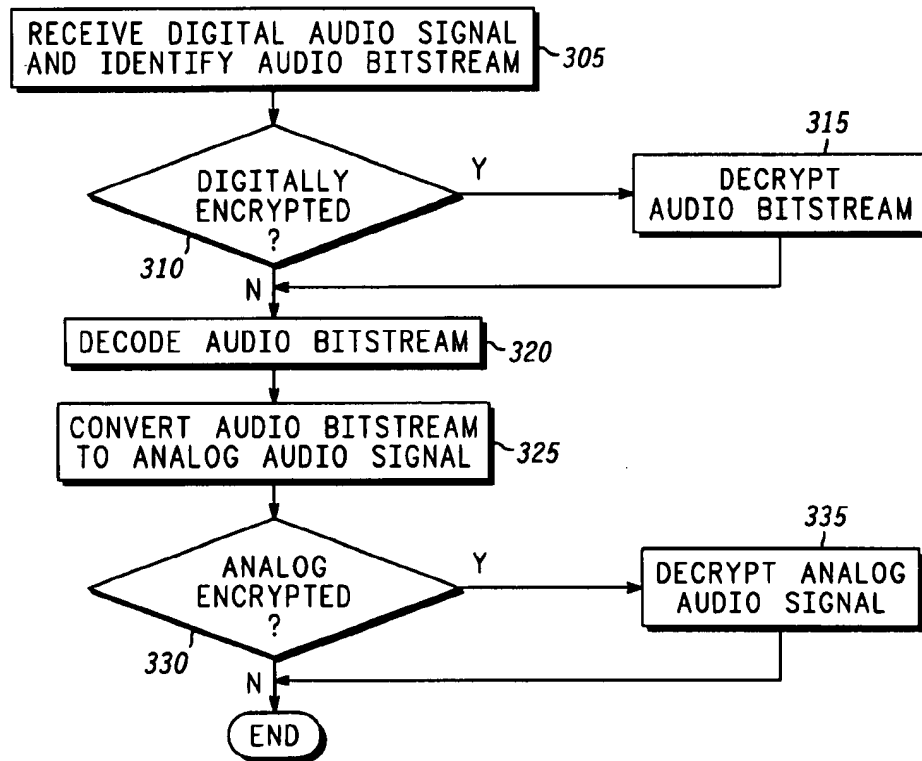 RECEIVE DIGITAL AUDIO SIGNAL
AND IDENTIFY AUDIO BITSTREAM
305
DIGITALLY
ENCRYPTED
?
310
Y
N
315
DECRYPT
AUDIO BITSTREAM
DECODE AUDIO BITSTREAM
320
CONVERT AUDIO BITSTREAM
TO ANALOG AUDIO SIGNAL
325
ANALOG
ENCRYPTED
?
330
Y
N
335
DECRYPT ANALOG
AUDIO SIGNAL
END